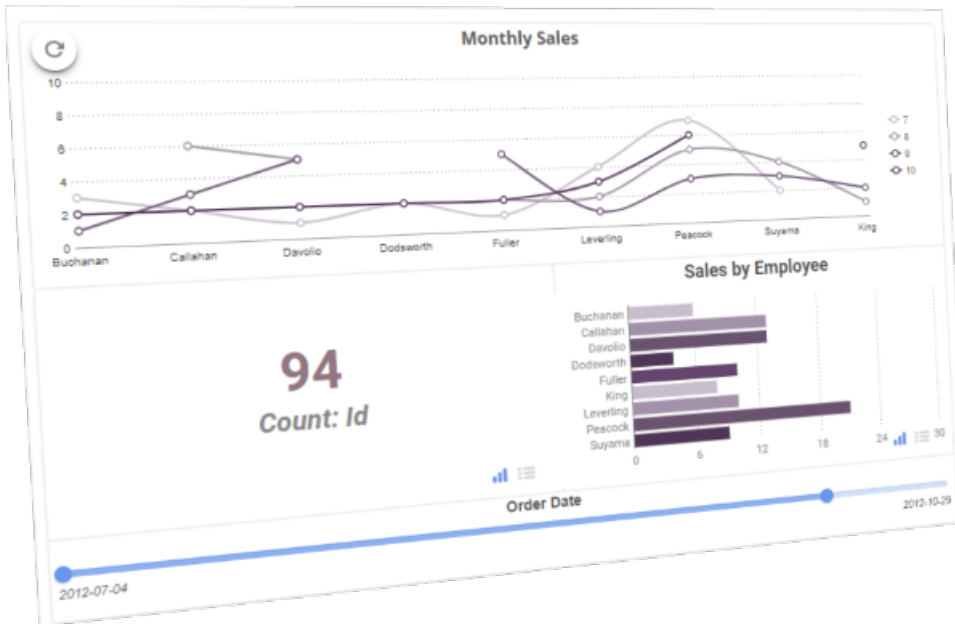 Monthly Sales
10
8
6
4
2
0
Buchanan Callahan Davolio Dodsworth Fuller Leverling Peacock Suyama King
7
8
9
10
94
Count: Id
Sales by Employee
Buchanan
Callahan
Davolio
Dodsworth
Fuller
King
Leverling
Peacock
Suyama
0 6 12 18 24 30
Order Date
2012-07-04
2012-10-29